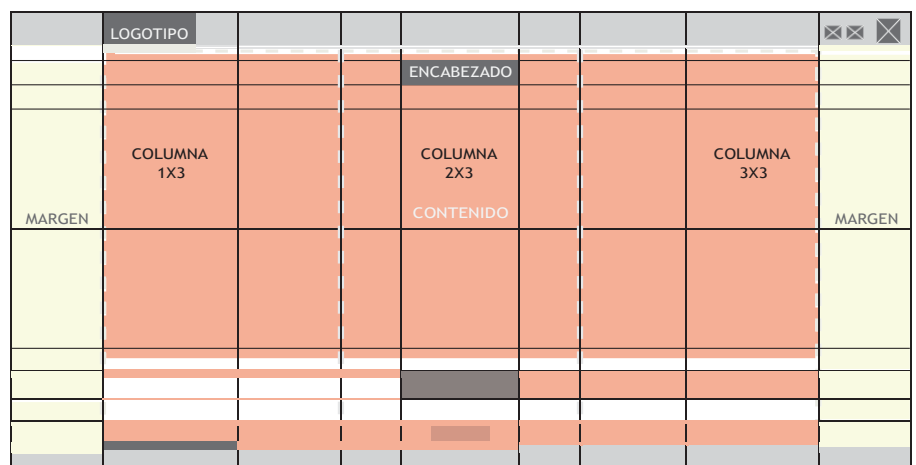 LOGOTIPO
ENCABEZADO
COLUMNA
1X3
COLUMNA
2X3
COLUMNA
3X3
CONTENIDO
MARGEN
MARGEN